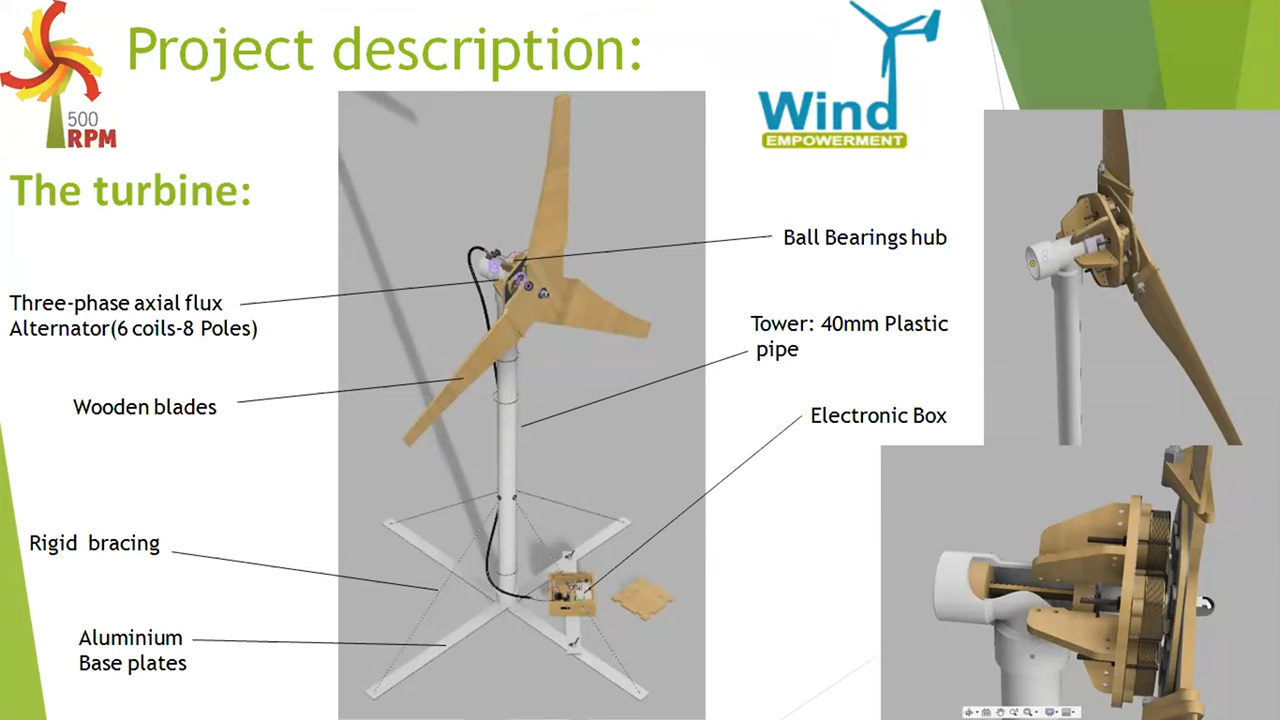 Project description:
500
RPM
Wind
EMPOWERMENT
The turbine:
Ball Bearings hub
Three-phase axial flux
Alternator(6 coils-8 Poles)
Tower: 40mm Plastic
pipe
Wooden blades
Electronic Box
Rigid bracing
Aluminium
Base plates